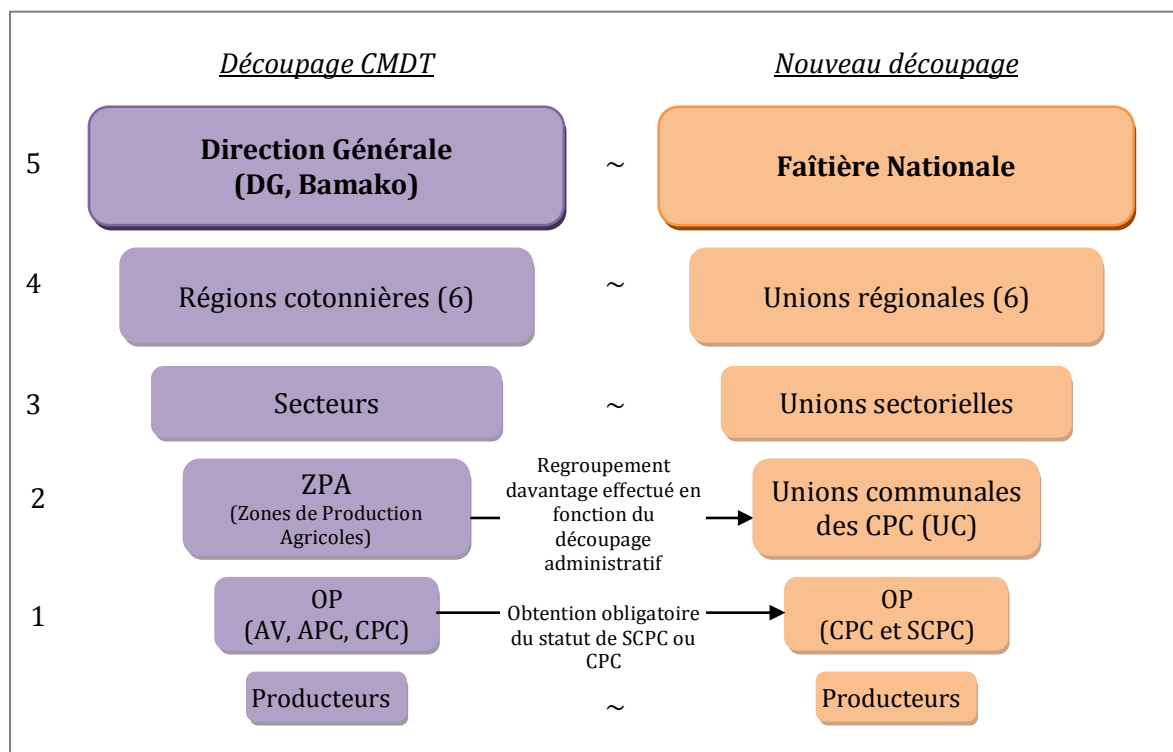 Découpage CMDT
Nouveau découpage
5
Direction Générale
(DG, Bamako)
~
Faîtière Nationale
4
Régions cotonnières (6)
~
Unions régionales (6)
3
Secteurs
~
Unions sectorielles
2
ZPA
(Zones de Production
Agricoles)
Regroupement
davantage effectué en
fonction du
découpage
administratif
Unions communales
des CPC (UC)
1
OP
(AV, APC, CPC)
Obtention obligatoire
du statut de SCPC ou
CPC
OP
(CPC et SCPC)
Producteurs
~
Producteurs